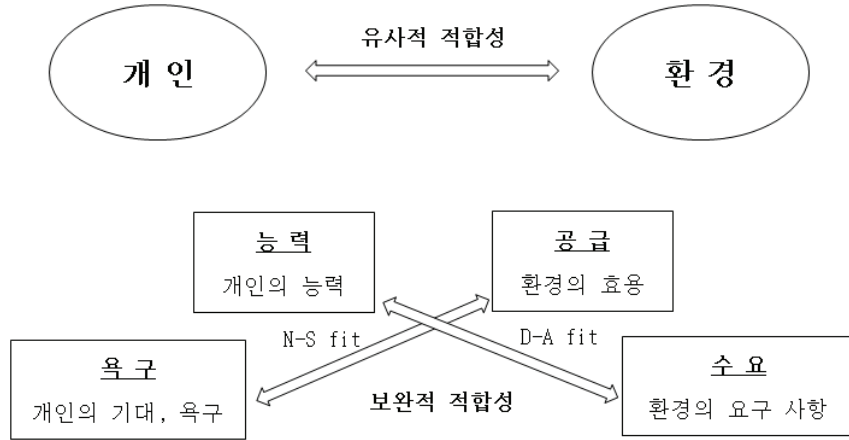 유사적 적합성
개 인
환 경
능 력
개인의 능력
공 급
환경의 효용
N-S fit
D-A fit
욕 구
개인의 기대, 욕구
보완적 적합성
수 요
환경의 요구 사항